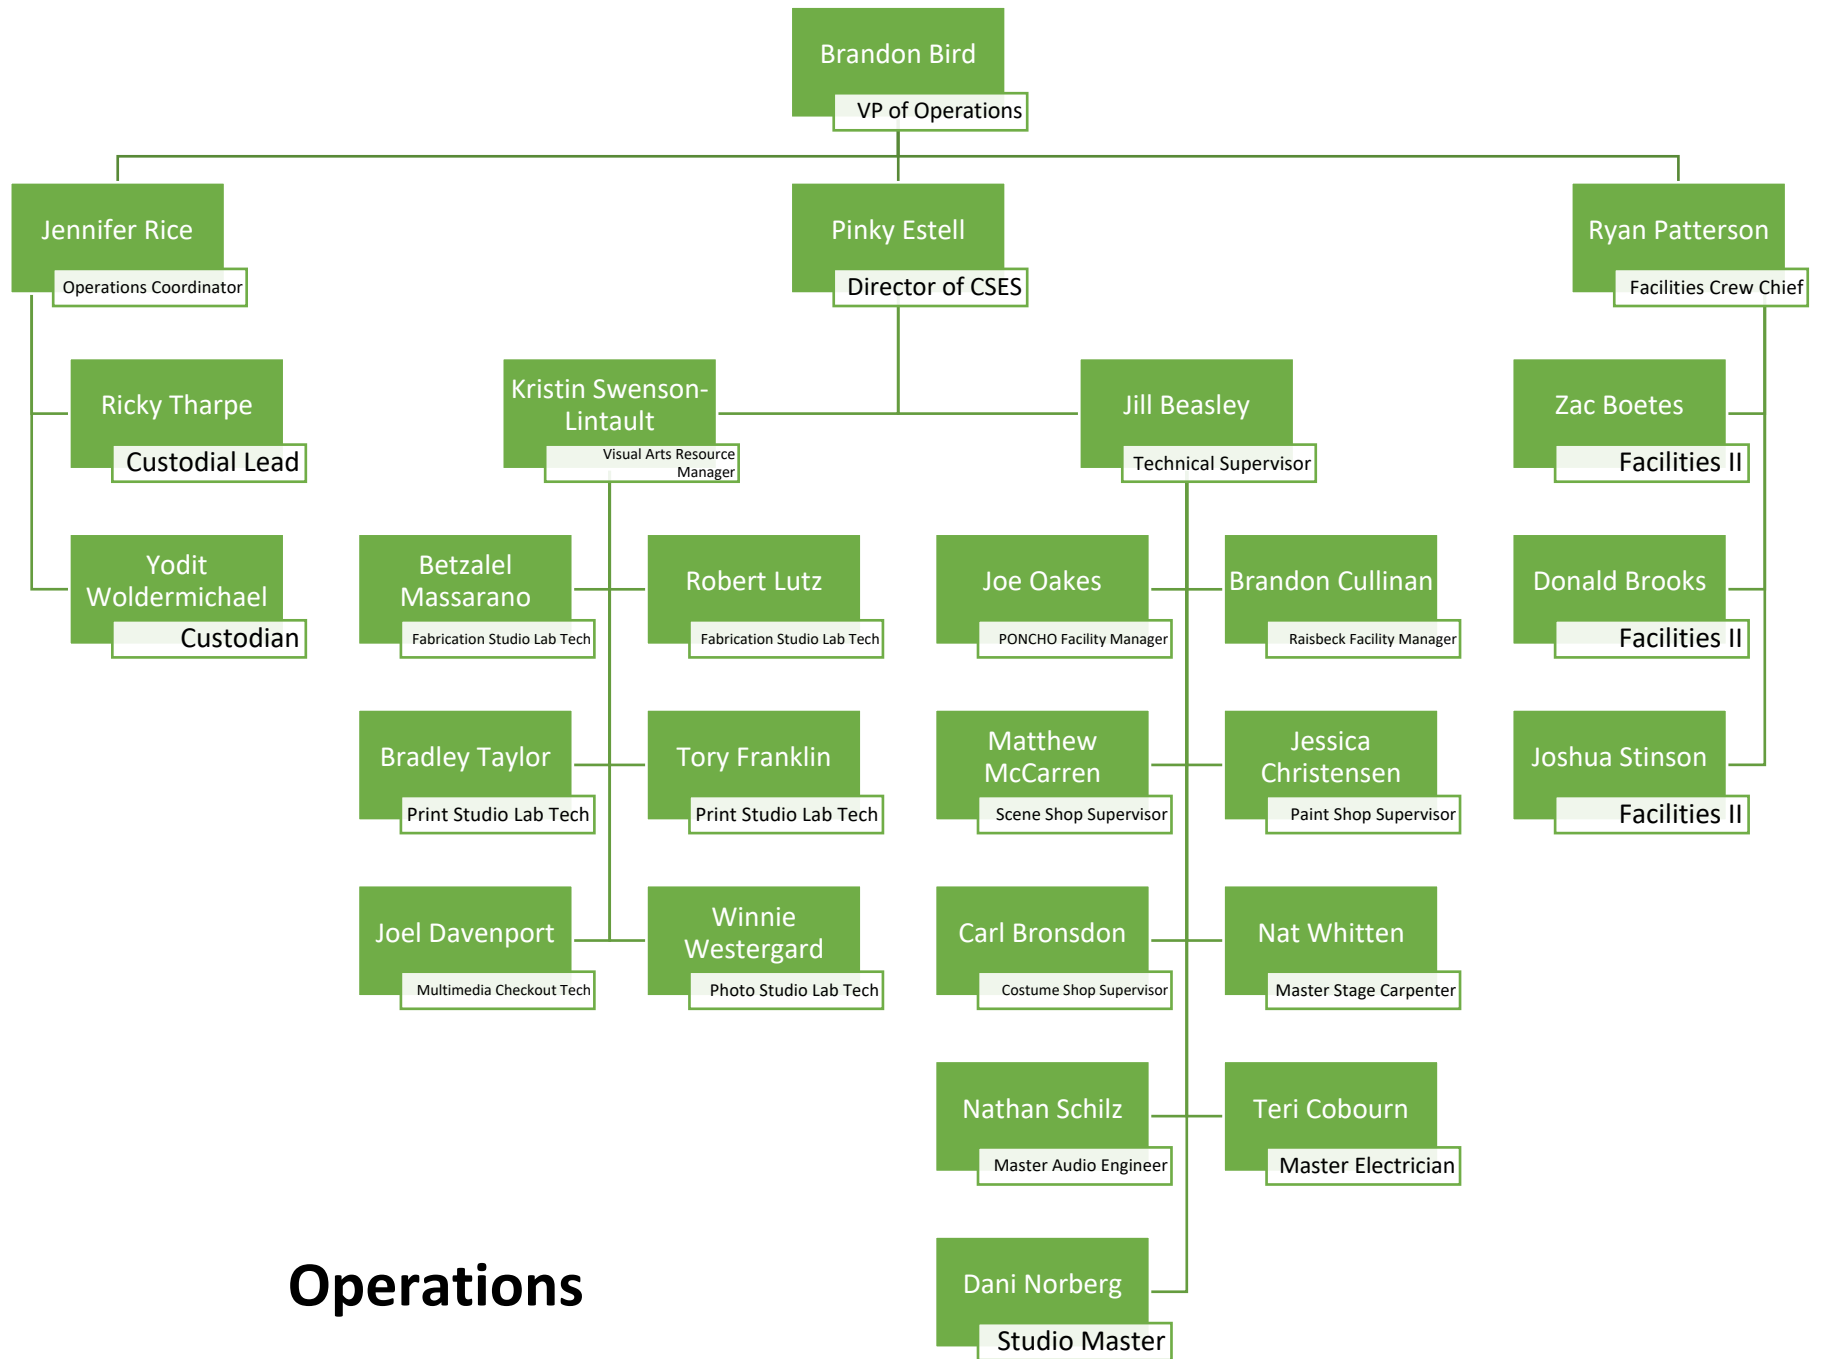 Brandon Bird
VP of Operations
Jennifer Rice
Operations Coordinator
Pinky Estell
Director of CSES
Ryan Patterson
Facilities Crew Chief
Ricky Tharpe
Custodial Lead
Yodit
Woldermichael
Custodian
Kristin Swenson-
Lintault
Visual Arts Resource
Manager
Betzalel
Massarano
Fabrication Studio Lab Tech
Robert Lutz
Fabrication Studio Lab Tech
Bradley Taylor
Print Studio Lab Tech
Tory Franklin
Print Studio Lab Tech
Joel Davenport
Multimedia Checkout Tech
Winnie
Westergard
Photo Studio Lab Tech
Jill Beasley
Technical Supervisor
Joe Oakes
PONCHO Facility Manager
Brandon Cullinan
Raisbeck Facility Manager
Matthew
McCarren
Scene Shop Supervisor
Jessica
Christensen
Paint Shop Supervisor
Carl Bronsdon
Costume Shop Supervisor
Nat Whitten
Master Stage Carpenter
Nathan Schilz
Master Audio Engineer
Teri Cobourn
Master Electrician
Dani Norberg
Studio Master
Zac Boetes
Facilities II
Donald Brooks
Facilities II
Joshua Stinson
Facilities II
Operations